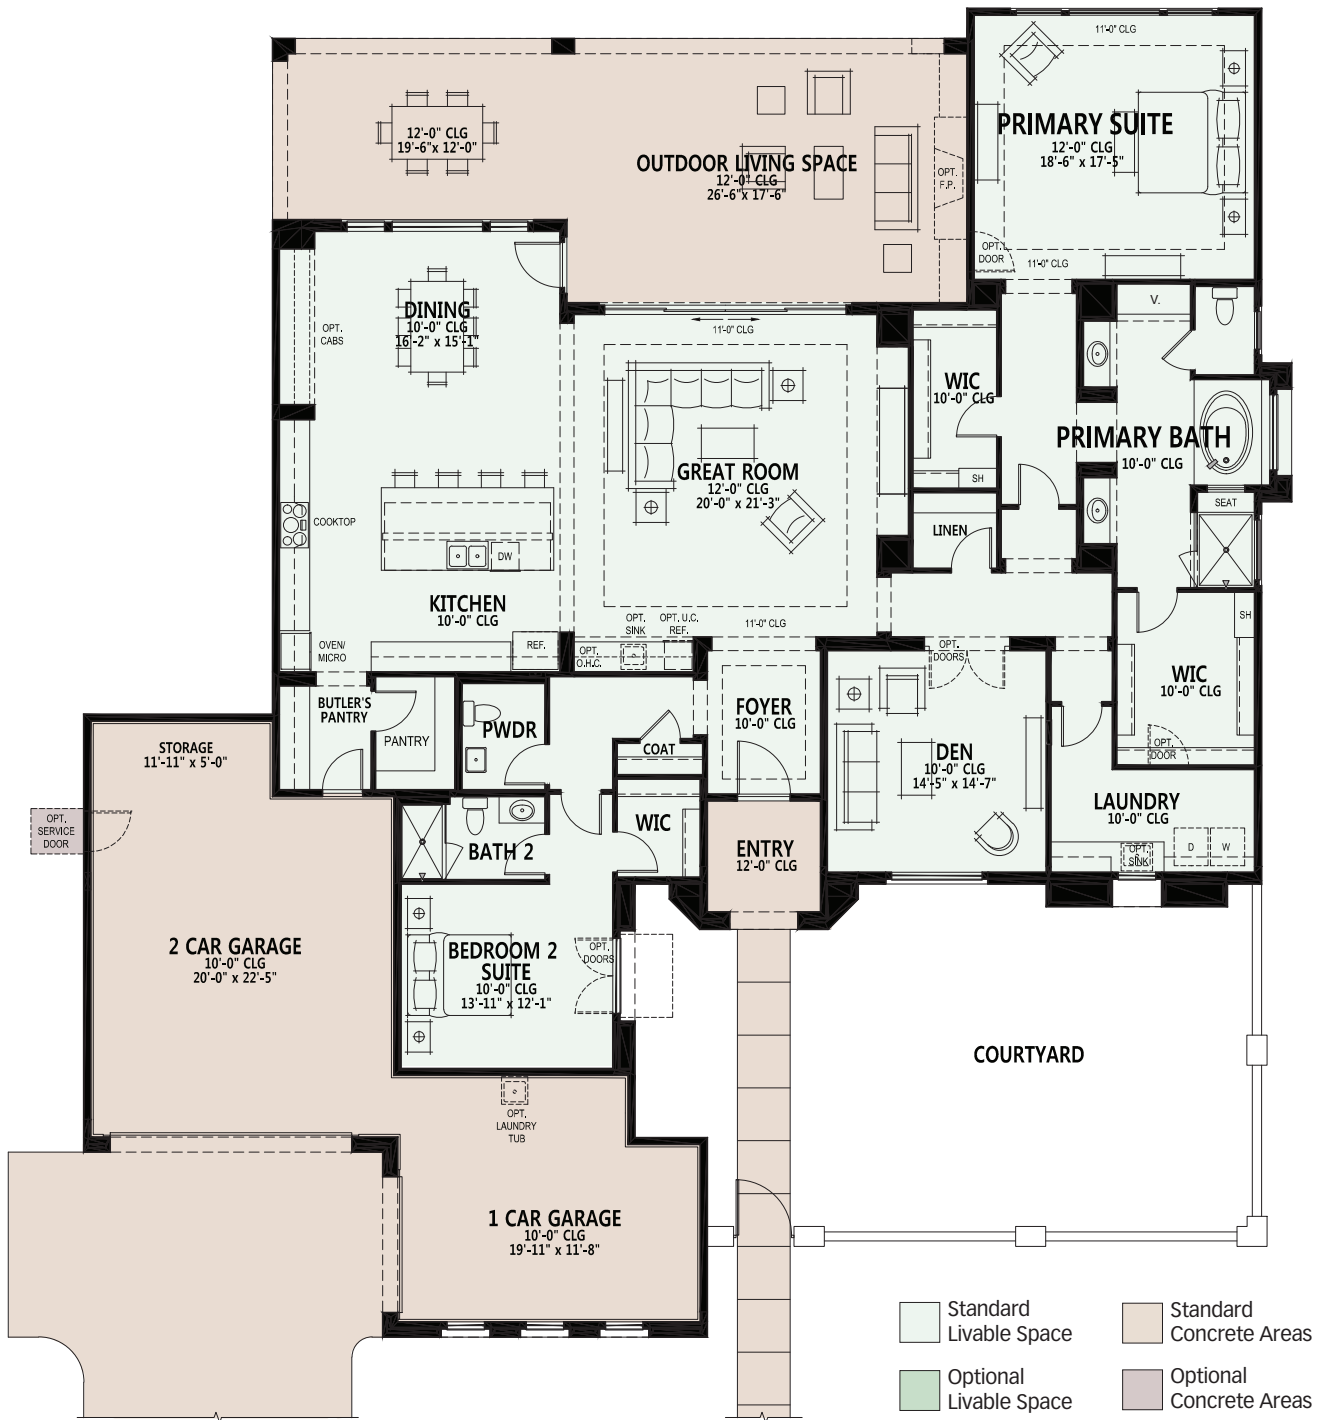 11'-0" CLG
PRIMARY SUITE
12'-0" CLG
18'-6" x 17'-5"
12'-0" CLG
19'-6"x 12'-0"
OUTDOOR LIVING SPACE
12'-0" CLG
26'-6"x 17'-6"
OPT.
F.P.
OPT.
DOOR
11'-0" CLG
DINING
10'-0" CLG
16'-2" x 15'-1"
OPT.
CABS
11'-0" CLG
V.
WIC
10'-0" CLG
SH
PRIMARY BATH
10'-0" CLG
GREAT ROOM
12'-0" CLG
20'-0" x 21'-3"
SEAT
COOKTOP
DW
LINEN
KITCHEN
10'-0" CLG
OVEN/
MICRO
REF.
OPT.
SINK
OPT. U.C.
REF.
OPT.
O.H.C.
11'-0" CLG
OPT.
DOORS
SH
WIC
10'-0" CLG
OPT.
DOOR
BUTLER'S
PANTRY
PANTRY
PWDR
COAT
FOYER
10'-0" CLG
DEN
10'-0" CLG
14'-5" x 14'-7"
STORAGE
11'-11" x 5'-0"
OPT.
SERVICE
DOOR
BATH 2
WIC
ENTRY
12'-0" CLG
LAUNDRY
10'-0" CLG
OPT.
SINK
D
W
2 CAR GARAGE
10'-0" CLG
20'-0" x 22'-5"
BEDROOM 2
SUITE
10'-0" CLG
13'-11" x 12'-1"
OPT.
DOORS
COURTYARD
OPT.
LAUNDRY
TUB
1 CAR GARAGE
10'-0" CLG
19'-11" x 11'-8"
Standard
Livable Space
Standard
Concrete Areas
Optional
Livable Space
Optional
Concrete Areas